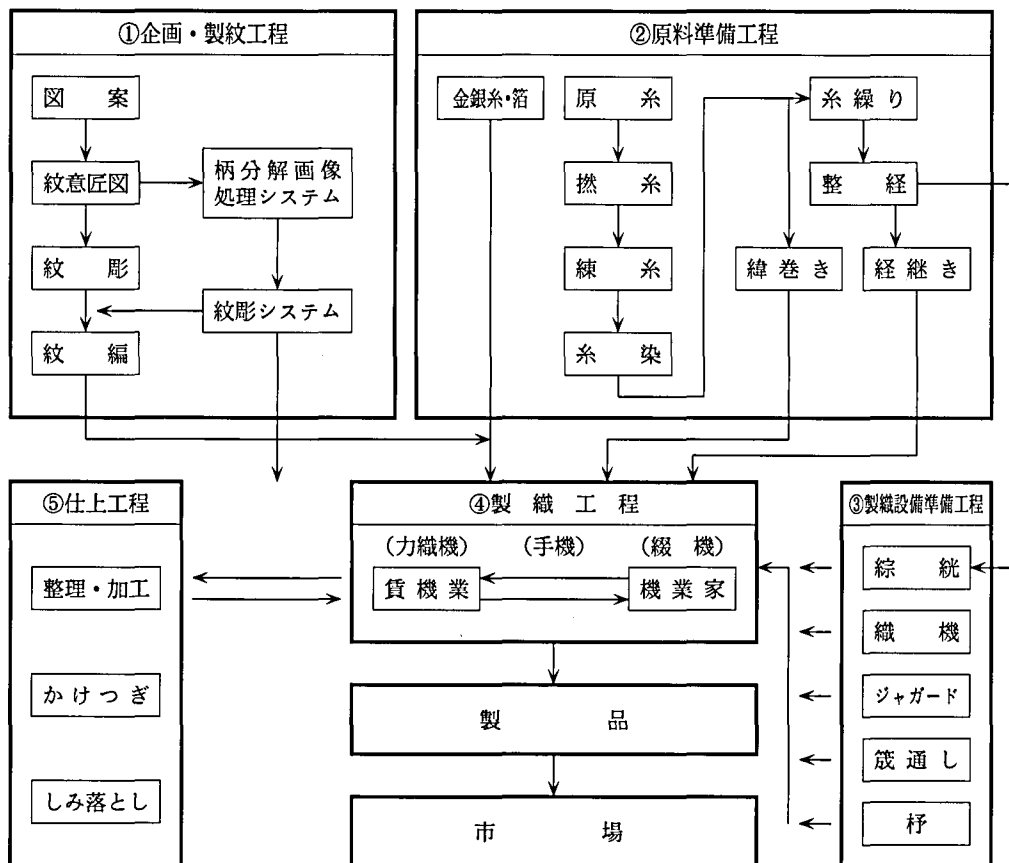 ①企画・製紋工程
図案
紋意匠図
柄分解画像
処理システム
紋彫
紋彫システム
紋編
②原料準備工程
金銀糸・箔
原糸
糸繰り
撚糸
整経
練糸
緯巻き
経継き
糸染
⑤仕上工程
整理・加工
かけつぎ
しみ落とし
④製織工程
(力織機) (手機) (綴機)
賃機業
機業家
製品
市場
③製織設備準備工程
綜絖
織機
ジャガード
筬通し
杼